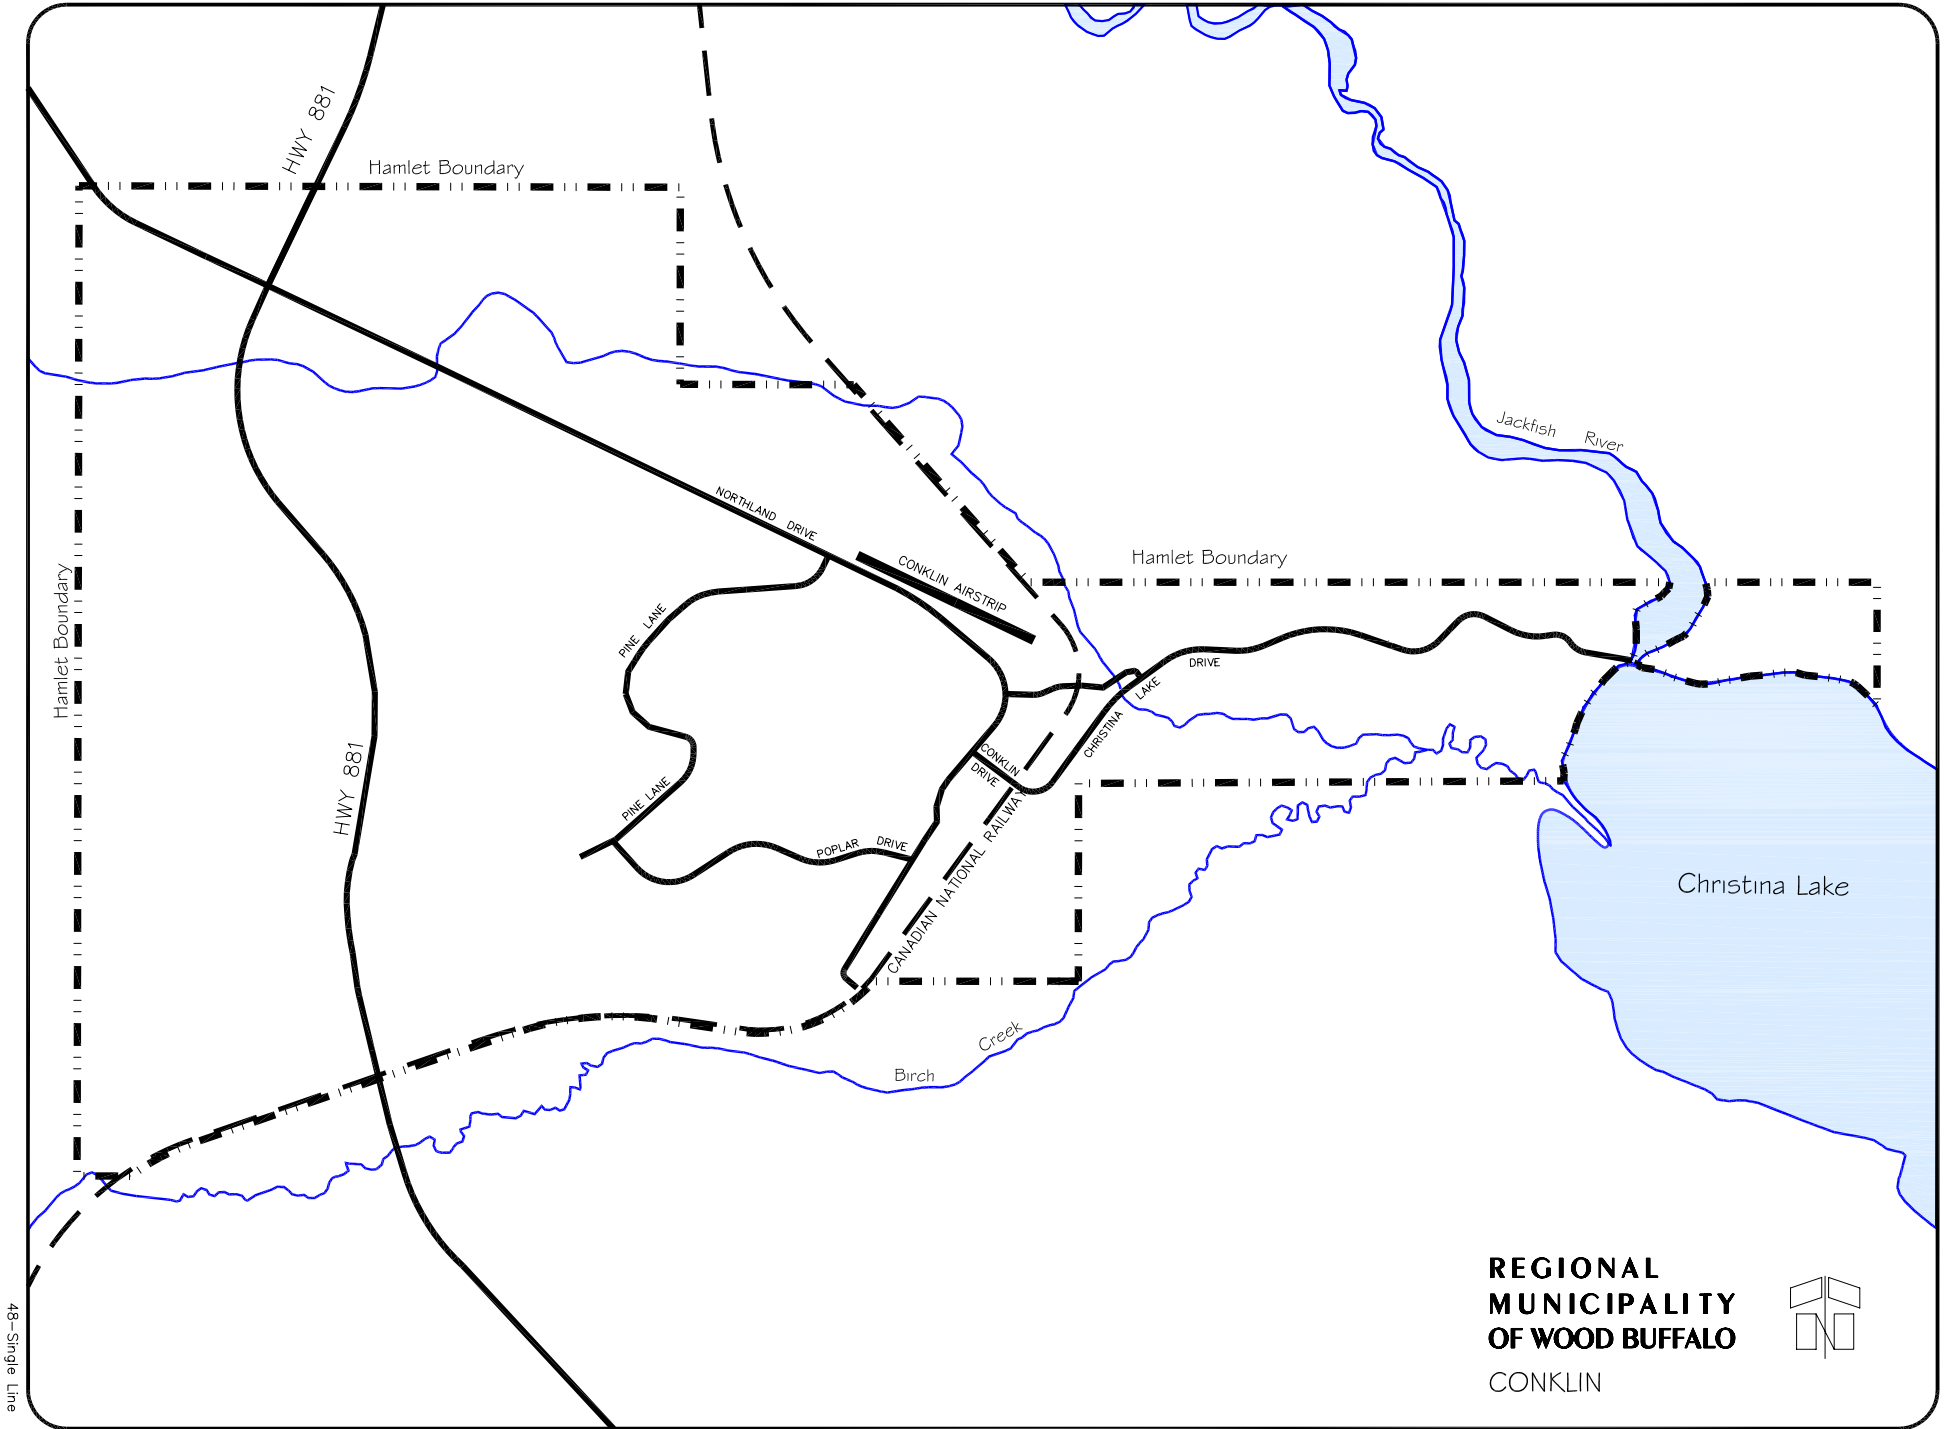 HWY 881
Hamlet Boundary
Jackfish River
NORTHLAND DRIVE
CONKLIN AIRSTRIP
Hamlet Boundary
Hamlet Boundary
PINE LANE
DRIVE
LAKE
CHRISTINA
CONKLIN
DRIVE
HWY 881
PINE LANE
POPLAR DRIVE
CANADIAN NATIONAL RAILWAY
Christina Lake
Creek
Birch
REGIONAL
MUNICIPALITY
OF WOOD BUFFALO
CONKLIN
48-Single Line